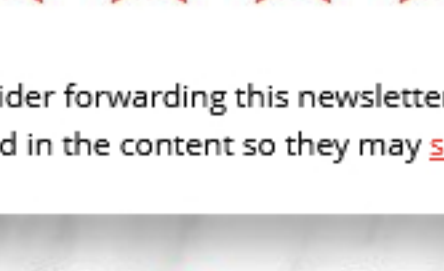 ider forwarding this newsletter
d in the content so they may s